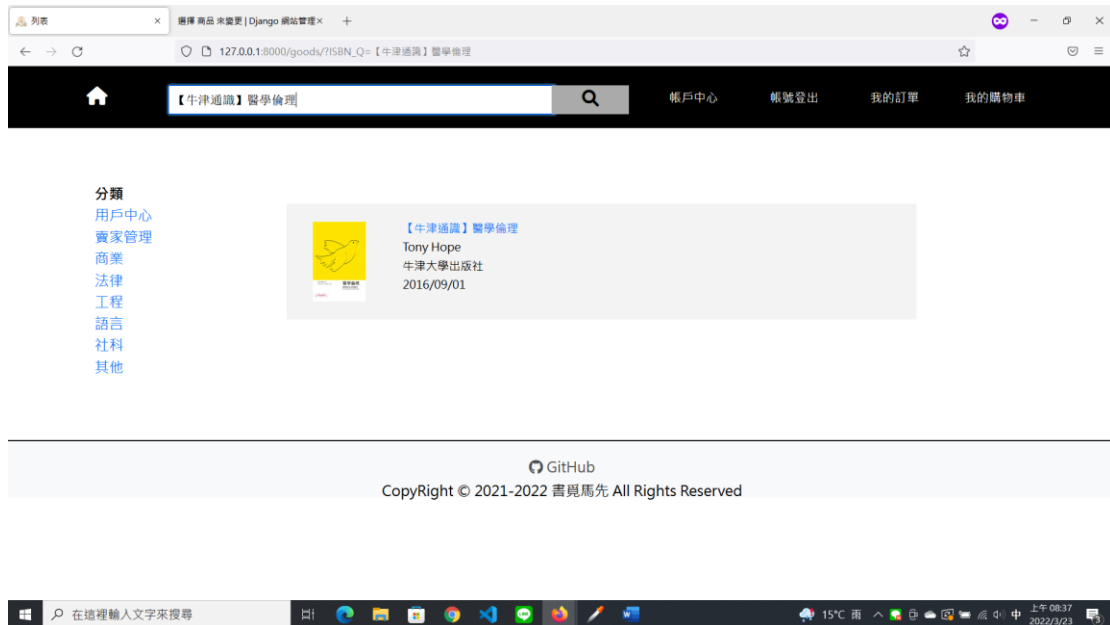 列表
選擇 商品 來變更 | Django 網站管理
127.0.0.1:8000/goods/?ISBN_Q=【牛津通識】醫學倫理
【牛津通識】醫學倫理
帳戶中心
帳號登出
我的訂單
我的購物車
分類
用戶中心
賣家管理
商業
法律
工程
語言
社科
其他
【牛津通識】醫學倫理
Tony Hope
牛津大學出版社
2016/09/01
醫學倫理
GitHub
CopyRight © 2021-2022 書覓馬先 All Rights Reserved
在這裡輸入文字來搜尋
15°C 雨
中
上午 08:37
2022/3/23